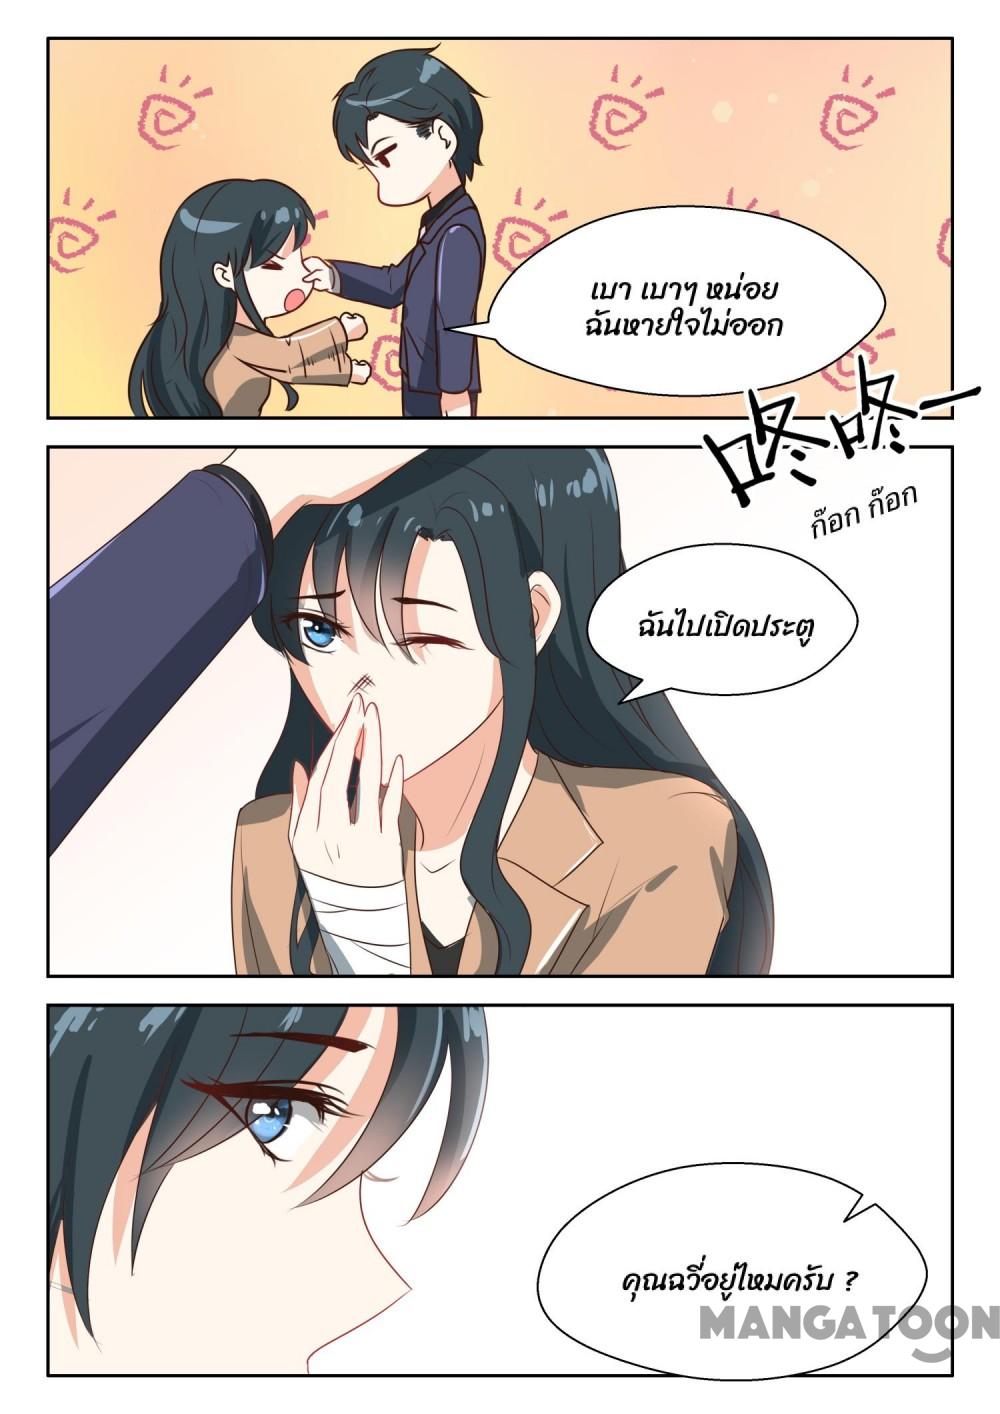 เบา เบาๆ หน่อย
ฉันหายใจไม่ออก
咚咚—
ก๊อก ก๊อก
ฉันไปเปิดประตู
คุณฉวี่อยู่ไหมครับ ?
MANGATOON